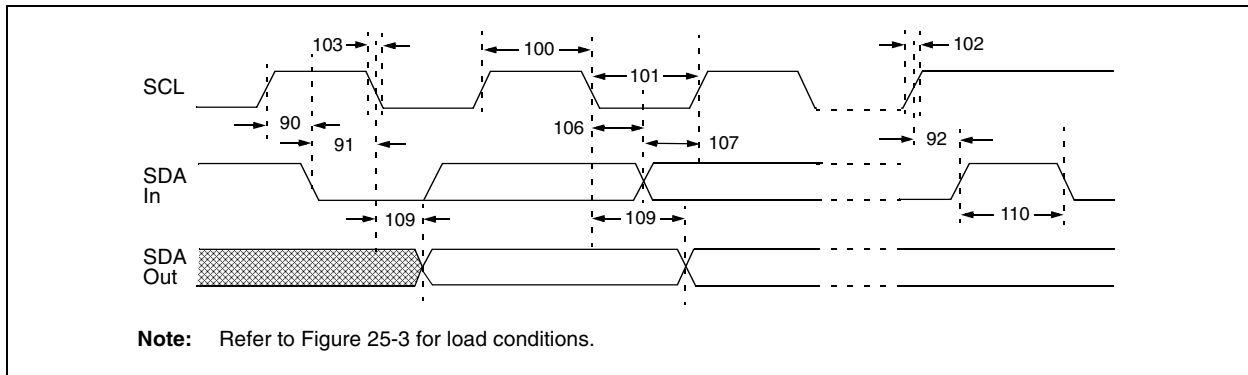 103 100 102
SCL 101
90 106 107
91 92
SDA
In
109 109 110
SDA
Out
Note: Refer to Figure 25-3 for load conditions.